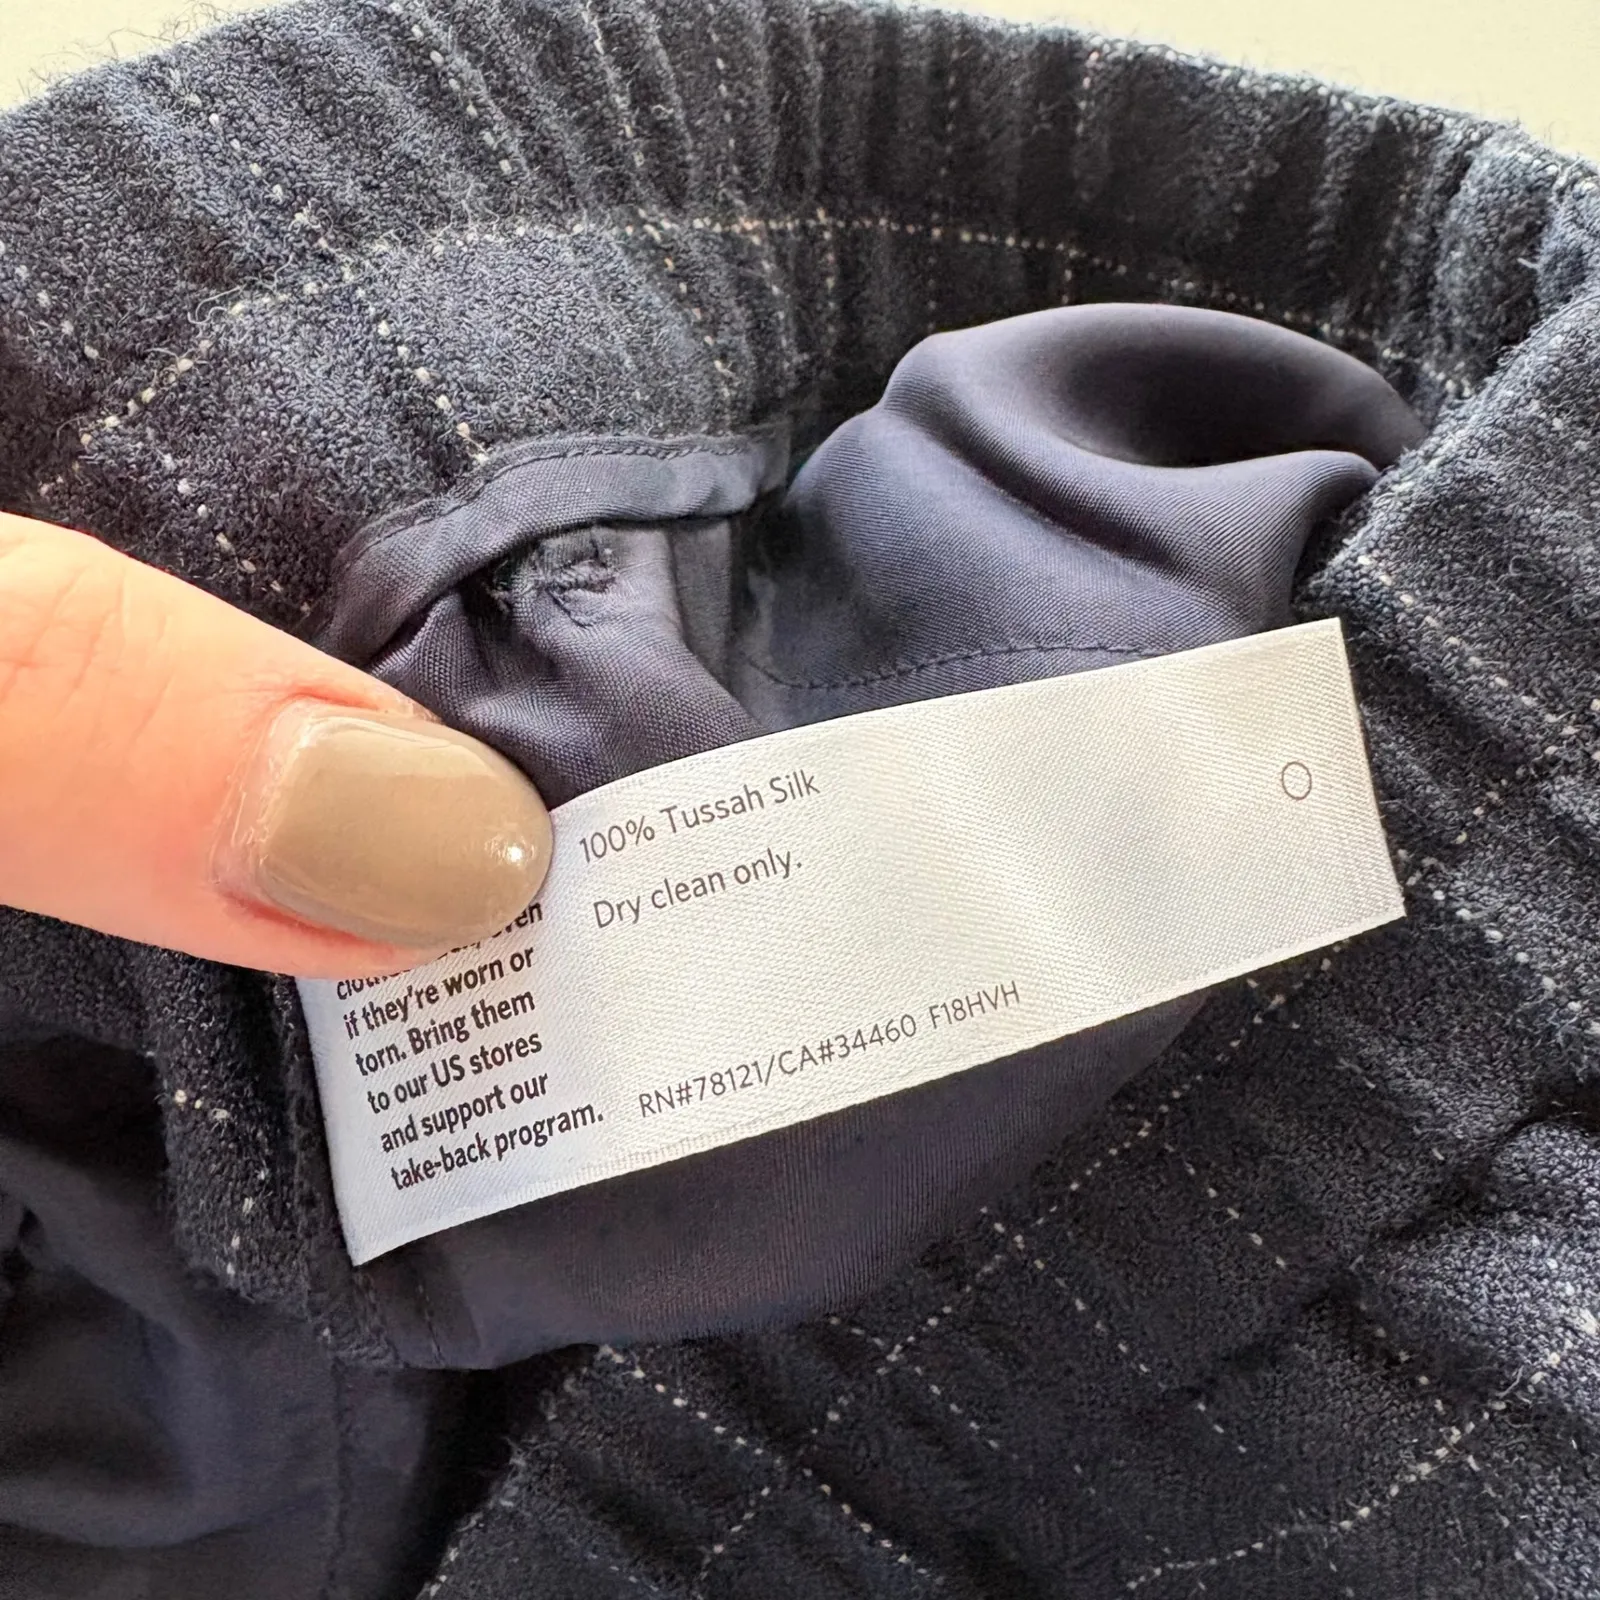 100% Tussah Silk
Dry clean only.
RN#78121/CA#34460 F18HVH
if they're worn or
torn. Bring them
to our US stores
and support our
take-back program.